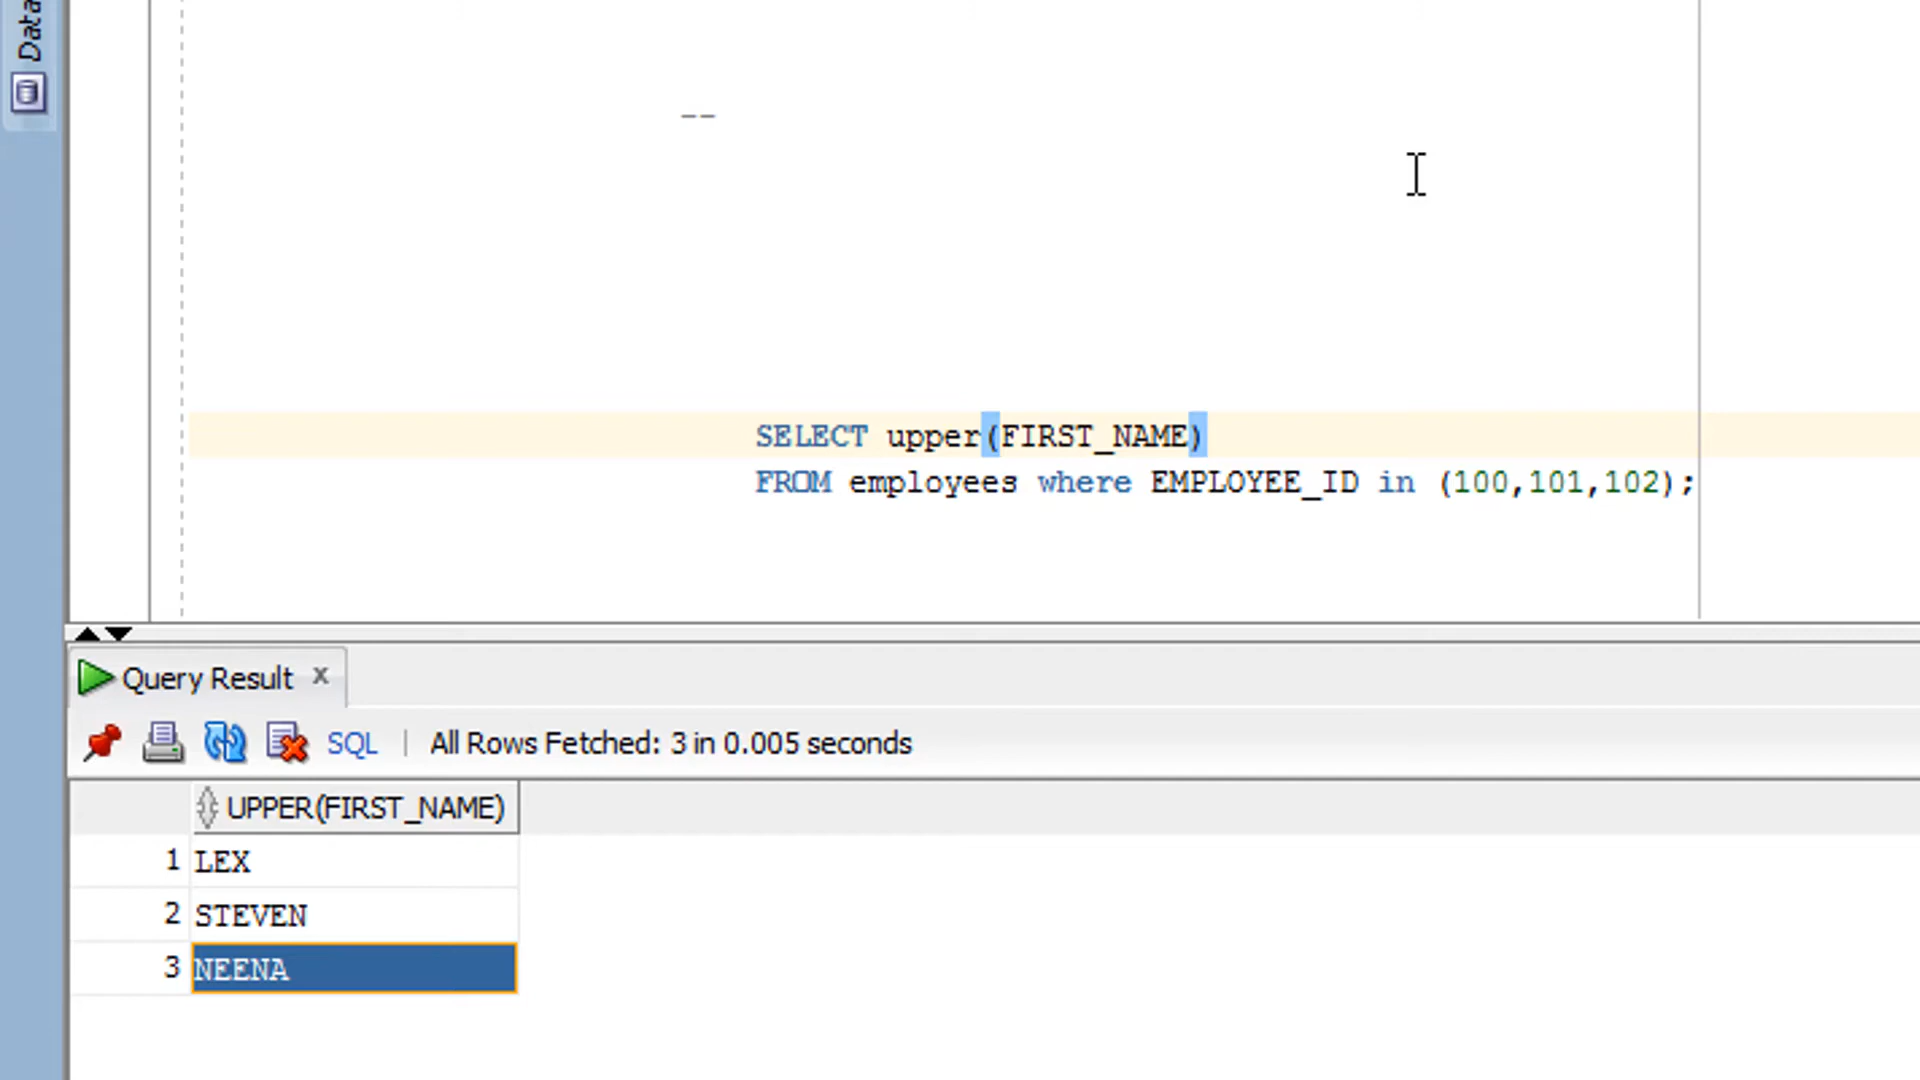 Data
--
SELECT upper(FIRST_NAME)
FROM employees where EMPLOYEE_ID in (100,101,102);
Query Result x
SQL | All Rows Fetched: 3 in 0.005 seconds
UPPER(FIRST_NAME)
1 LEX
2 STEVEN
3 NEENA